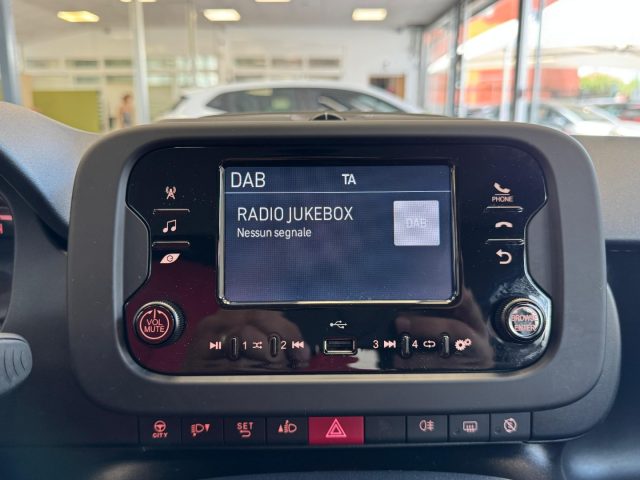 DAB
TA
RADIO JUKEBOX
Nessun segnale
DAB
PHONE
VOL
MUTE
BROWSE
ENTER
1
2
3
4
CITY
SET